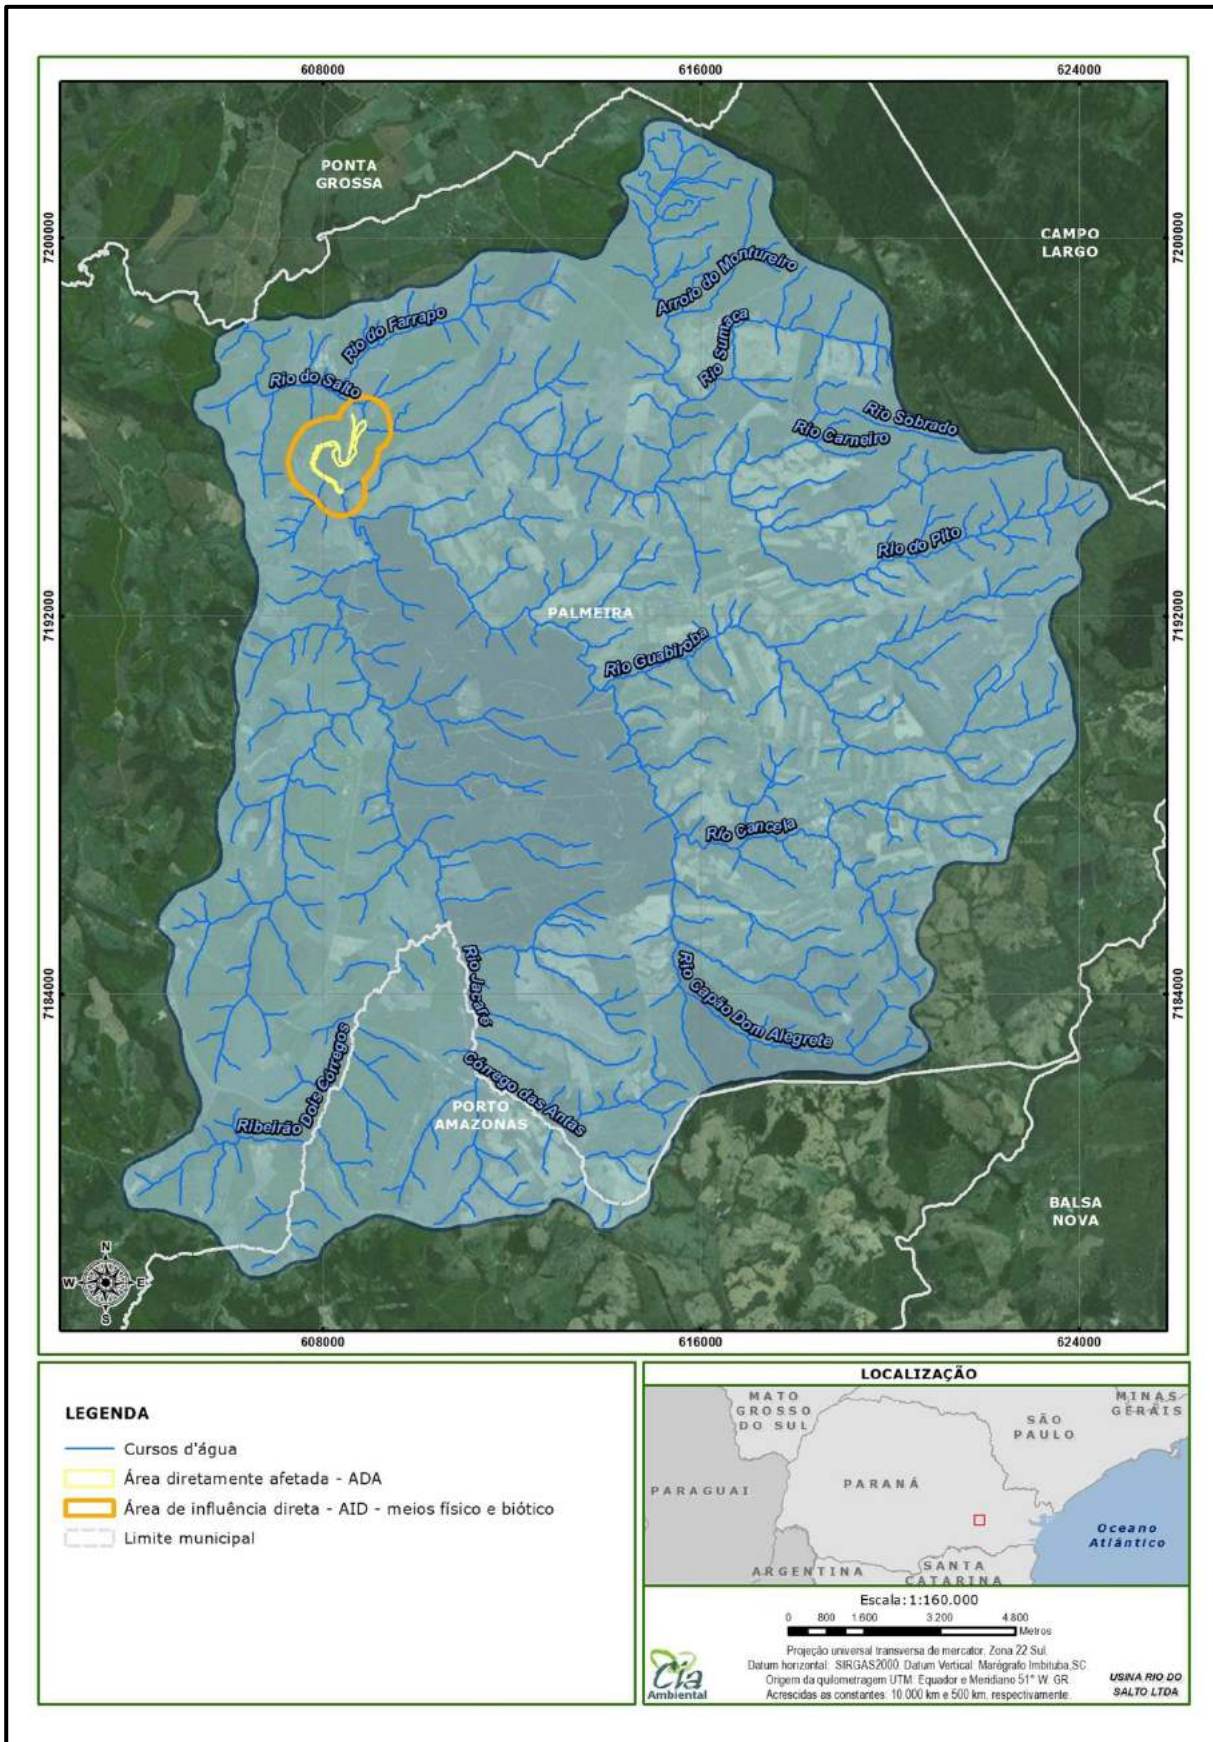 608000
616000
624000
PONTA
GROSSA
CAMPO
LARGO
7200000
7200000
Arroio do Montureiro
Rio do Farrapo
Rio Sumaca
Rio do Salto
Rio Sobrado
Rio Carneiro
Rio do Pito
7192000
7192000
PALMEIRA
Rio Guabiroba
Rio Cancela
Rio Jacaré
Rio Capão Dom Alegrete
7184000
7184000
Ribeirão Dois Córregos
Córrego das Antas
PORTO
AMAZONAS
BALSA
NOVA
N
W
E
S
608000
616000
624000
LEGENDA
Cursos d'água
Área diretamente afetada - ADA
Área de influência direta - AID - meios físico e biótico
Limite municipal
LOCALIZAÇÃO
MATO
GROSSO
DO SUL
MINAS
GERAIS
SÃO
PAULO
PARAGUAI
PARANÁ
Oceano
Atlântico
ARGENTINA
SANTA
CATARINA
Escala: 1:160.000
0 800 1.600 3.200 4.800
Metros
Projeção universal transversa de mercator. Zona 22 Sul.
Datum horizontal: SIRGAS2000. Datum Vertical: Marégrafo Imbituba,SC.
Origem da quilometragem UTM: Equador e Meridiano 51° W. GR.
Acrescidas as constantes: 10.000 km e 500 km, respectivamente.
Cia
Ambiental
USINA RIO DO
SALTO LTDA